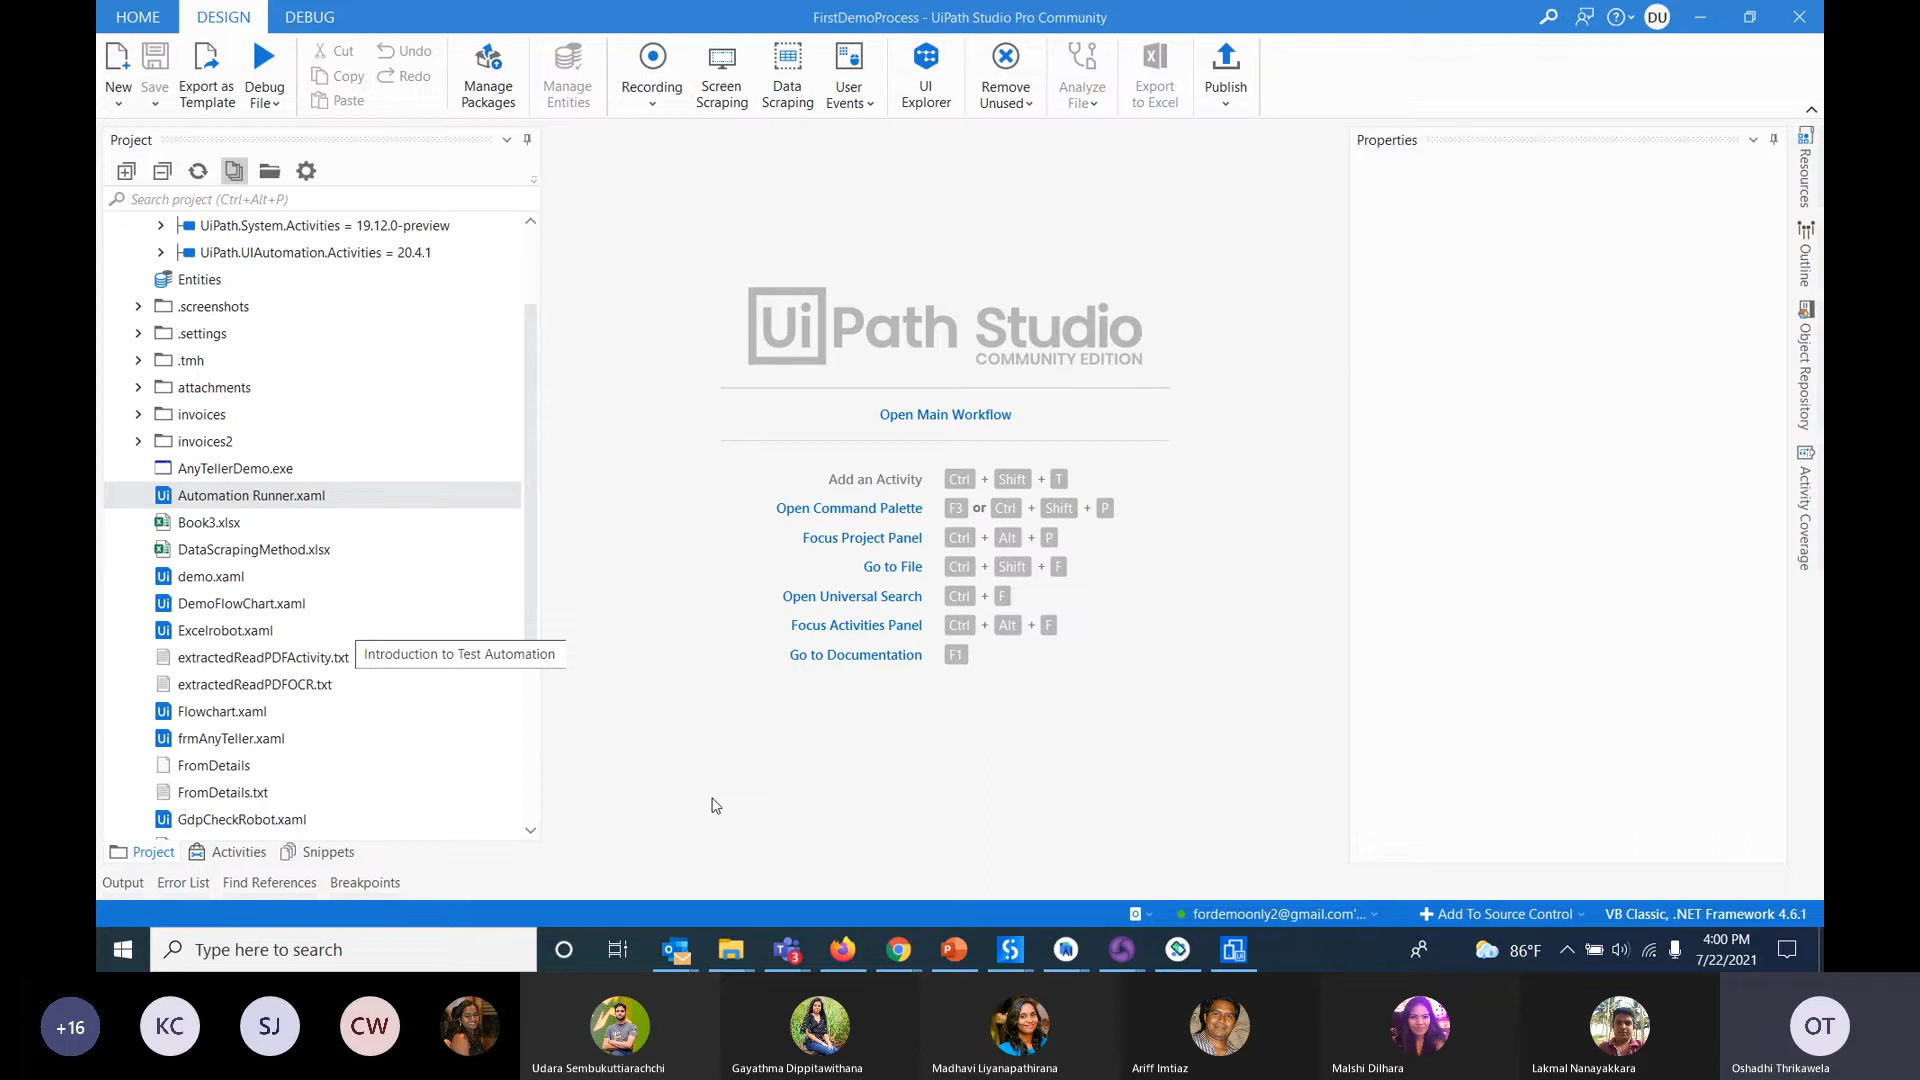 HOME DESIGN DEBUG FirstDemoProcess - UiPath Studio Pro Community DU
New Save Export as Template Debug File Cut Copy Paste Undo Redo Manage Packages Manage Entities Recording Screen Scraping Data Scraping User Events UI Explorer Remove Unused Analyze File Export to Excel Publish
Project
Search project (Ctrl+Alt+P)
UiPath.System.Activities = 19.12.0-preview
UiPath.UIAutomation.Activities = 20.4.1
Entities
.screenshots
.settings
.tmh
attachments
invoices
invoices2
AnyTellerDemo.exe
Automation Runner.xaml
Book3.xlsx
DataScrapingMethod.xlsx
demo.xaml
DemoFlowChart.xaml
Excelrobot.xaml
extractedReadPDFActivity.txt
Introduction to Test Automation
extractedReadPDFOCR.txt
Flowchart.xaml
frmAnyTeller.xaml
FromDetails
FromDetails.txt
GdpCheckRobot.xaml
Project Activities Snippets
Output Error List Find References Breakpoints
UiPath Studio
COMMUNITY EDITION
Open Main Workflow
Add an Activity Ctrl + Shift + T
Open Command Palette F3 or Ctrl + Shift + P
Focus Project Panel Ctrl + Alt + P
Go to File Ctrl + Shift + F
Open Universal Search Ctrl + F
Focus Activities Panel Ctrl + Alt + F
Go to Documentation F1
Properties
Resources
Outline
Object Repository
Activity Coverage
fordemoonly2@gmail.com'... Add To Source Control VB Classic, .NET Framework 4.6.1
Type here to search 3 86°F 4:00 PM
7/22/2021
+16 KC SJ CW OT
Udara Sembukuttiarachchi Gayathma Dippitawithana Madhavi Liyanapathirana Ariff Imtiaz Malshi Dilhara Lakmal Nanayakkara Oshadhi Thrikawela